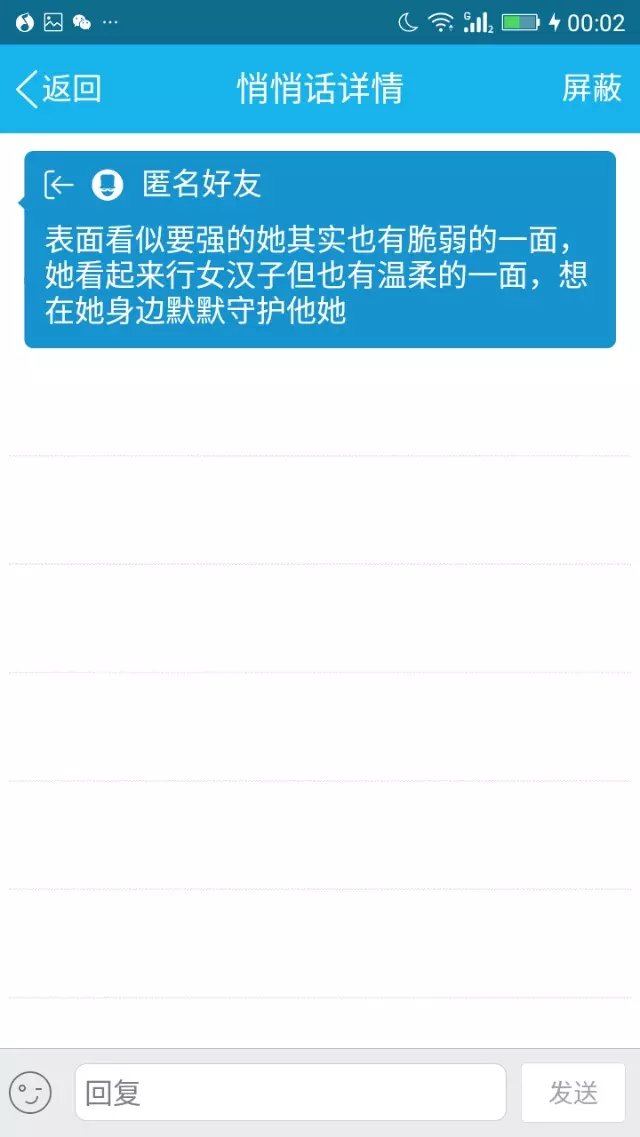 00:02
返回
悄悄话详情
屏蔽
匿名好友
表面看似要强的她其实也有脆弱的一面，
她看起来行女汉子但也有温柔的一面，想
在她身边默默守护他她
回复
发送